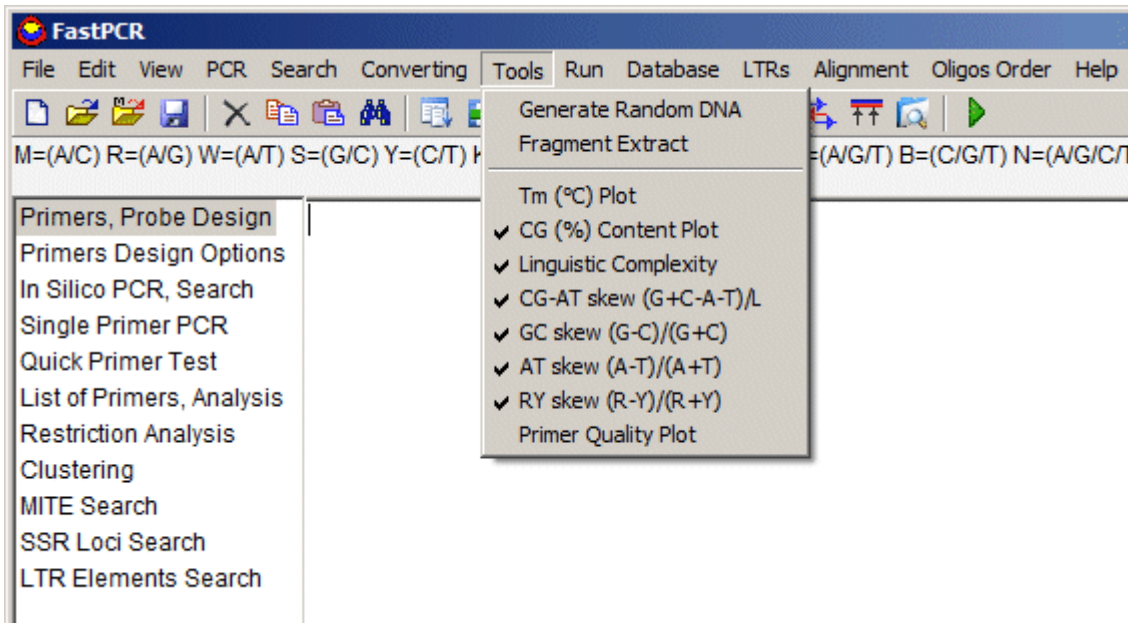 FastPCR
File Edit View PCR Search Converting Tools Run Database LTRs Alignment Oligos Order Help
M=(A/C) R=(A/G) W=(A/T) S=(G/C) Y=(C/T) =(A/G/T) B=(C/G/T) N=(A/G/C/T
Generate Random DNA
Fragment Extract
Tm (ºC) Plot
CG (%) Content Plot
Linguistic Complexity
CG-AT skew (G+C-A-T)/L
GC skew (G-C)/(G+C)
AT skew (A-T)/(A+T)
RY skew (R-Y)/(R+Y)
Primer Quality Plot
Primers, Probe Design
Primers Design Options
In Silico PCR, Search
Single Primer PCR
Quick Primer Test
List of Primers, Analysis
Restriction Analysis
Clustering
MITE Search
SSR Loci Search
LTR Elements Search